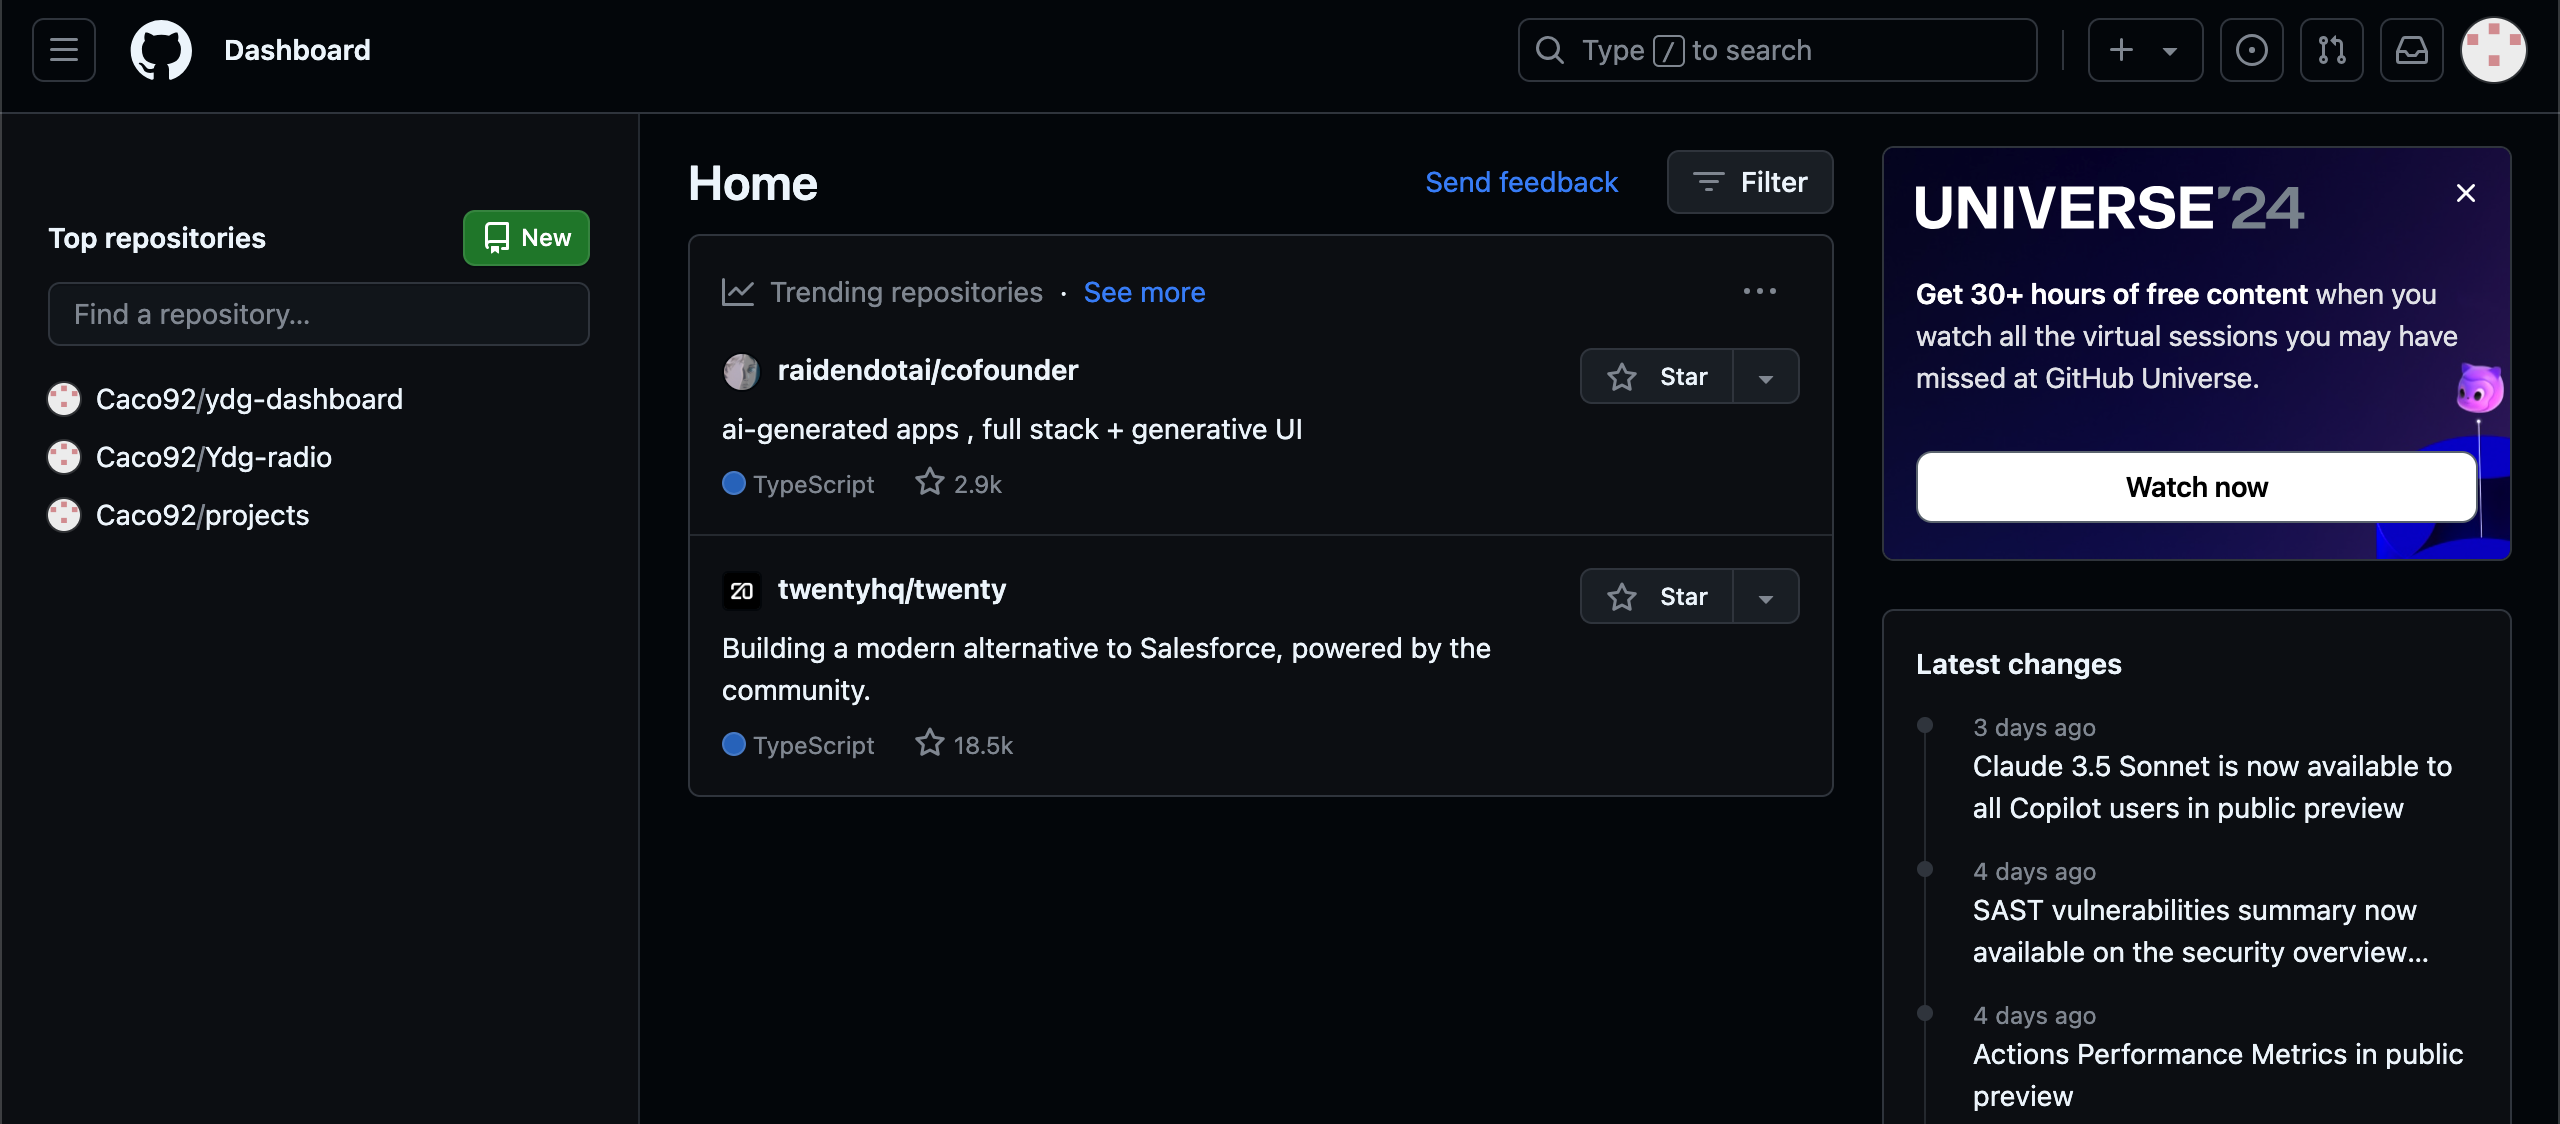 Dashboard
Type / to search
Top repositories
New
Find a repository...
Caco92/ydg-dashboard
Caco92/Ydg-radio
Caco92/projects
Home
Send feedback
Filter
Trending repositories · See more
raidendotai/cofounder
Star
ai-generated apps , full stack + generative UI
TypeScript
2.9k
20
twentyhq/twenty
Star
Building a modern alternative to Salesforce, powered by the
community.
TypeScript
18.5k
UNIVERSE'24
Get 30+ hours of free content when you
watch all the virtual sessions you may have
missed at GitHub Universe.
Watch now
Latest changes
3 days ago
Claude 3.5 Sonnet is now available to
all Copilot users in public preview
4 days ago
SAST vulnerabilities summary now
available on the security overview...
4 days ago
Actions Performance Metrics in public
preview